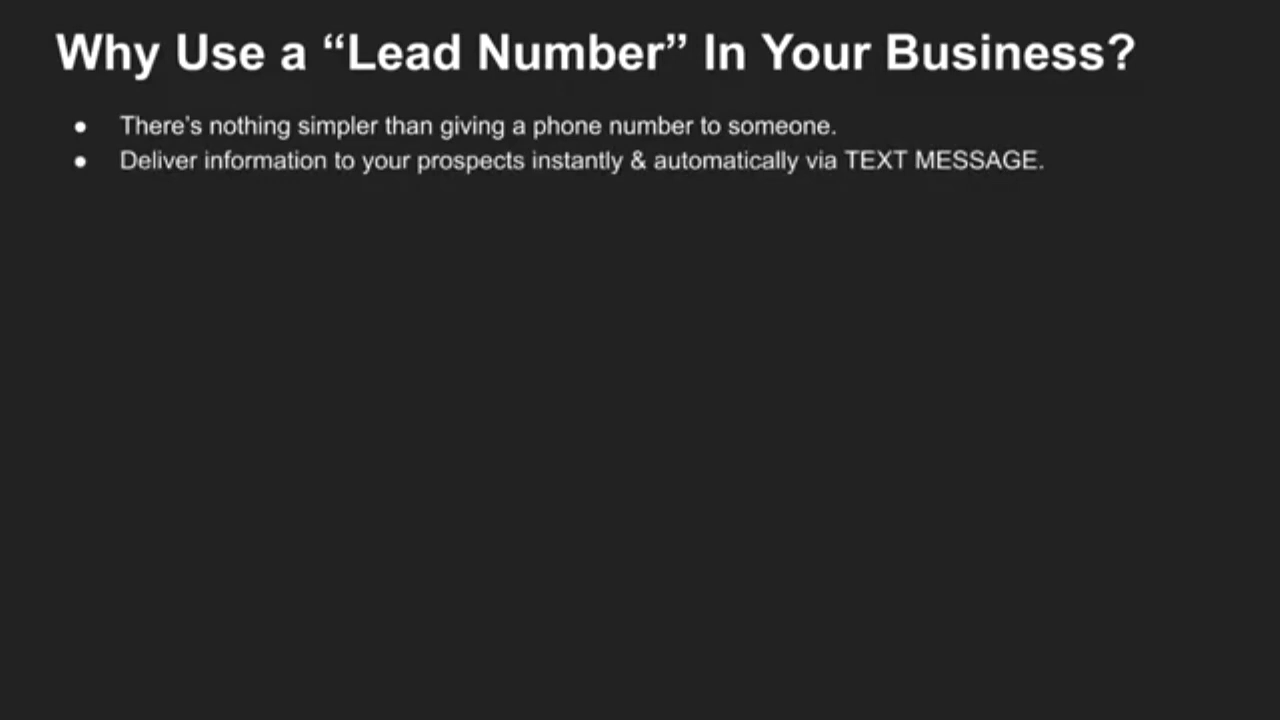 Why Use a “Lead Number” In Your Business?
● There’s nothing simpler than giving a phone number to someone.
● Deliver information to your prospects instantly & automatically via TEXT MESSAGE.